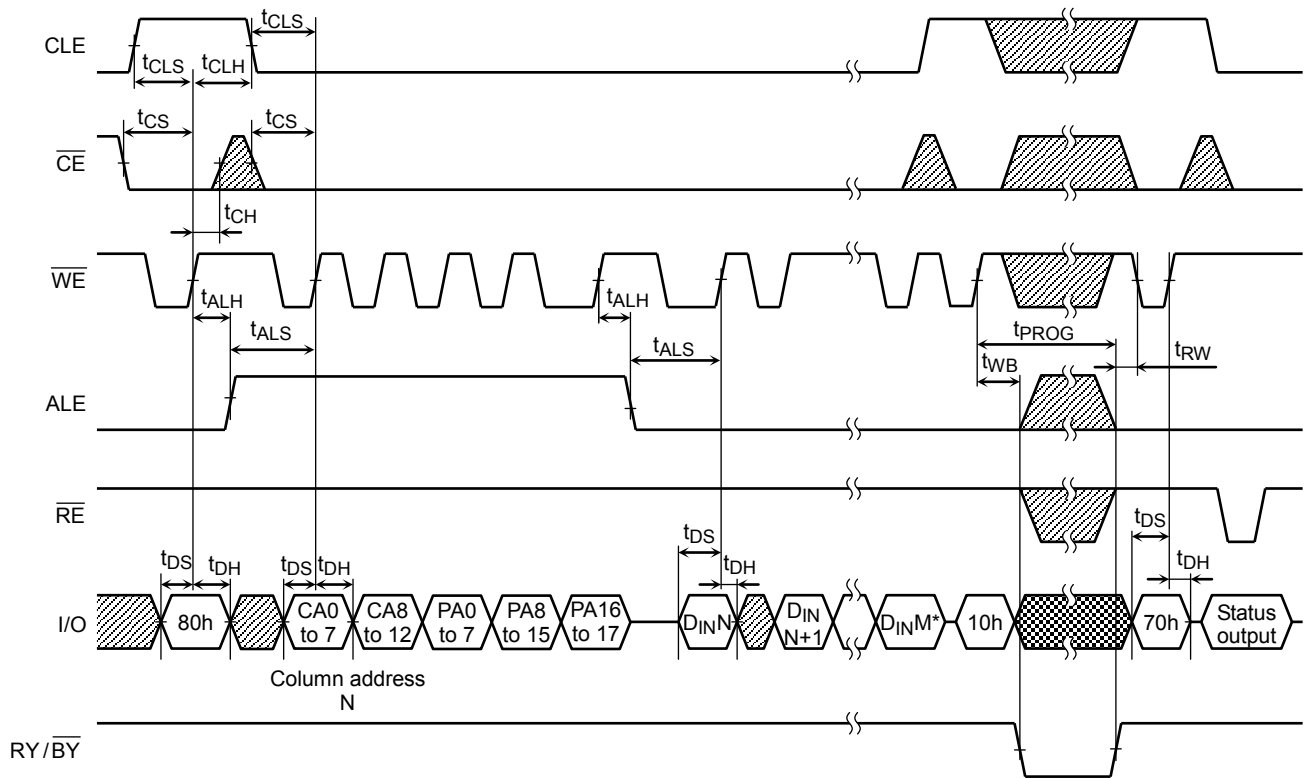 tCLS
CLE
tCLS tCLH
tCS tCS
CE
tCH
WE
tALH tALH
tALS tPROG
tALS tRW
tWB
ALE
RE
tDS tDH tDS tDH tDS tDH tDS tDH
I/O 80h CA0 to 7 CA8 to 12 PA0 to 7 PA8 to 15 PA16 to 17 DINN DIN N+1 DINM* 10h 70h Status output
Column address
N
RY/BY